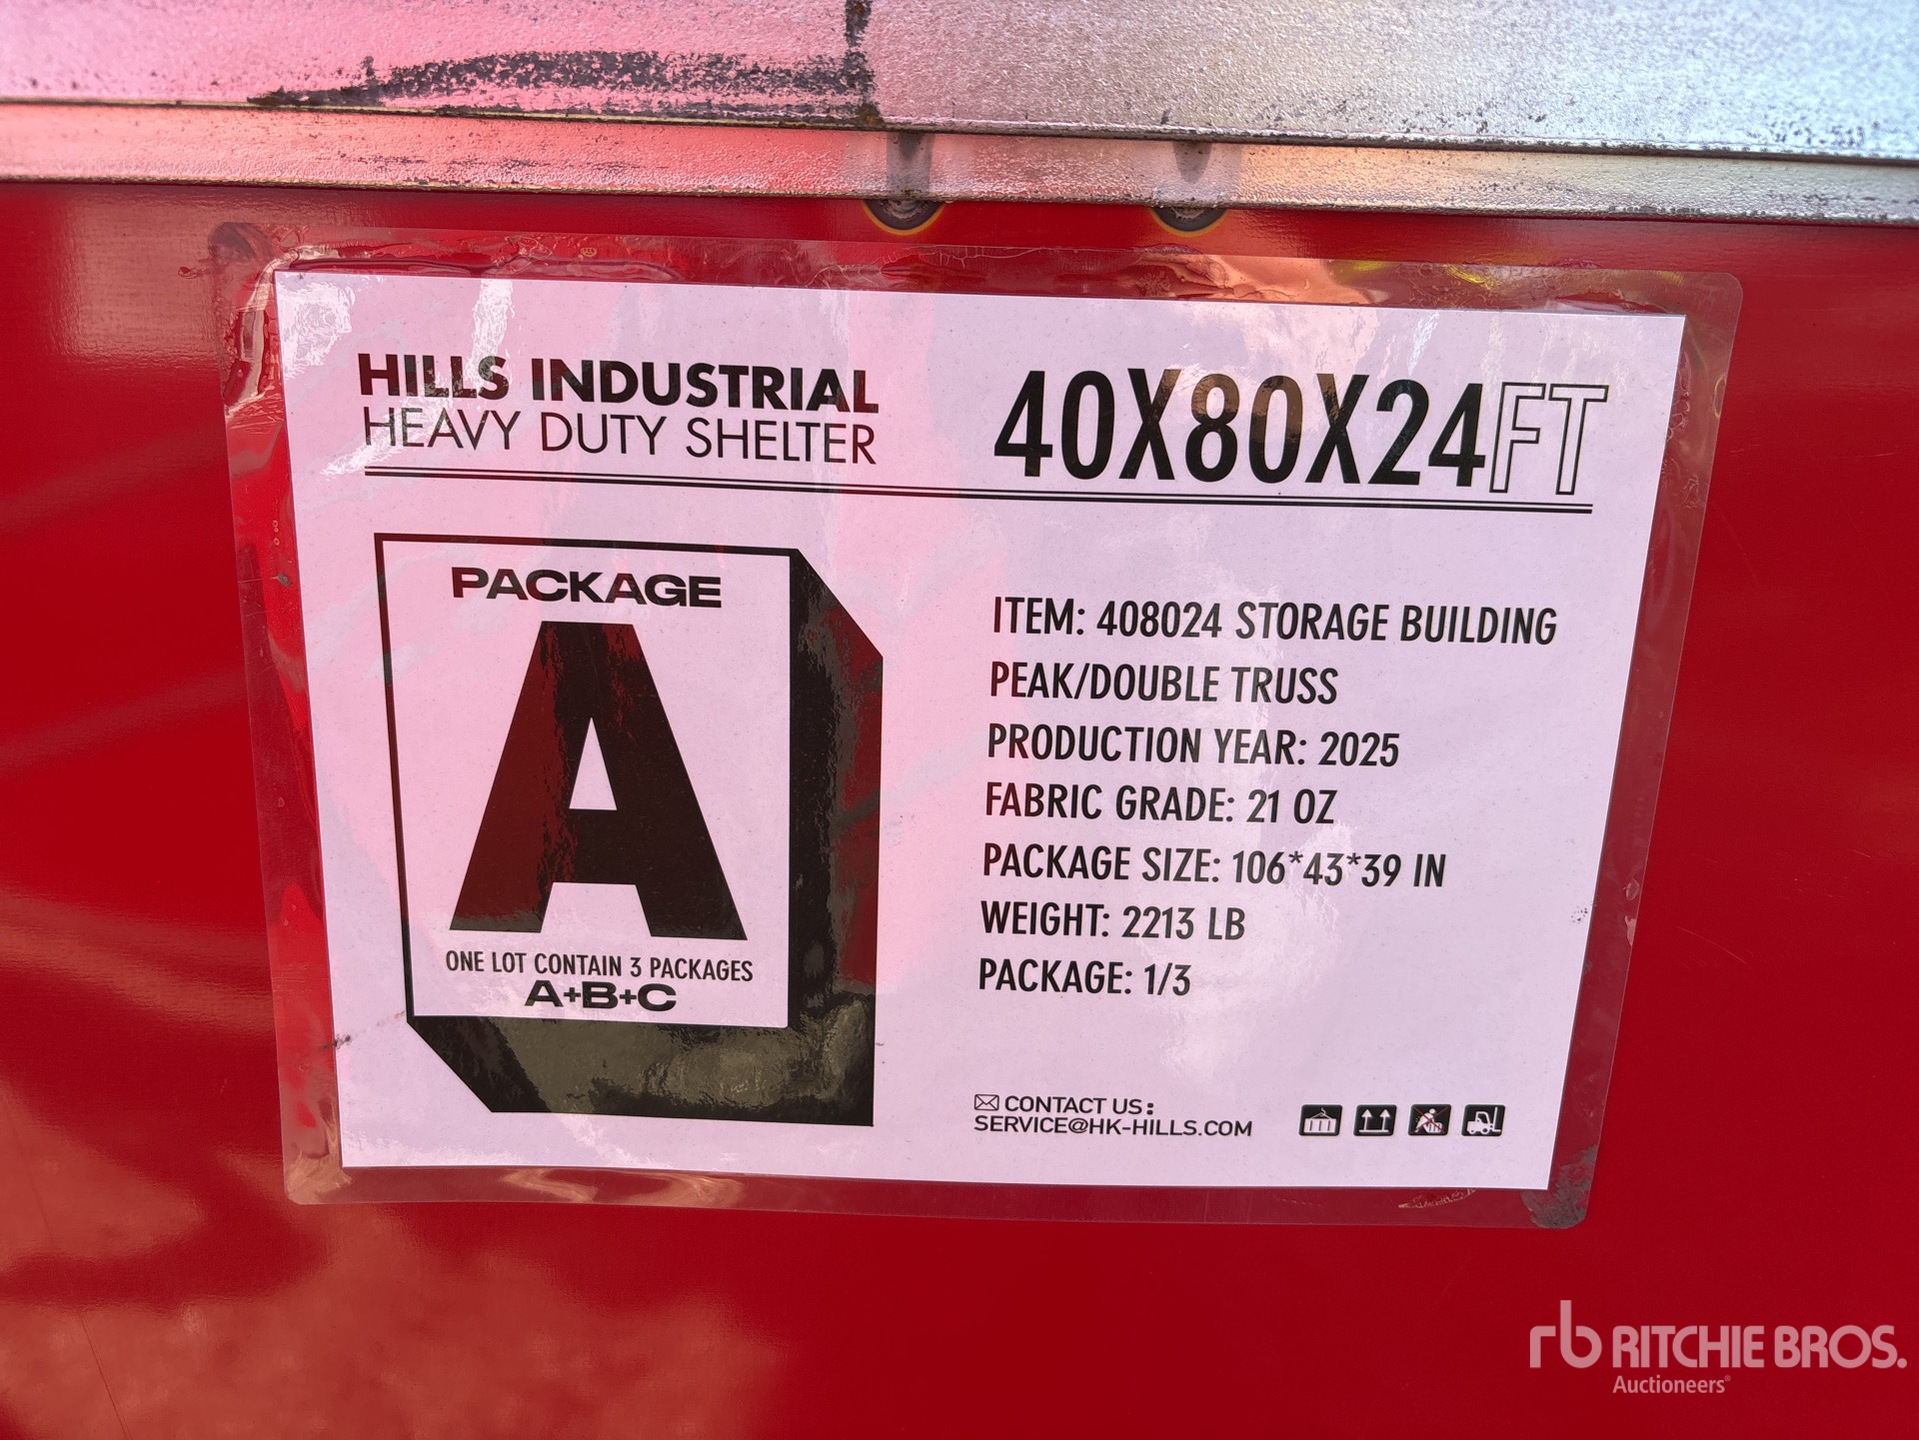 HILLS INDUSTRIAL
HEAVY DUTY SHELTER
40X80X24FT
PACKAGE
A
ONE LOT CONTAIN 3 PACKAGES
A+B+C
ITEM: 408024 STORAGE BUILDING
PEAK/DOUBLE TRUSS
PRODUCTION YEAR: 2025
FABRIC GRADE: 21 OZ
PACKAGE SIZE: 106*43*39 IN
WEIGHT: 2213 LB
PACKAGE: 1/3
CONTACT US:
SERVICE@HK-HILLS.COM
rb RITCHIE BROS.
Auctioneers®